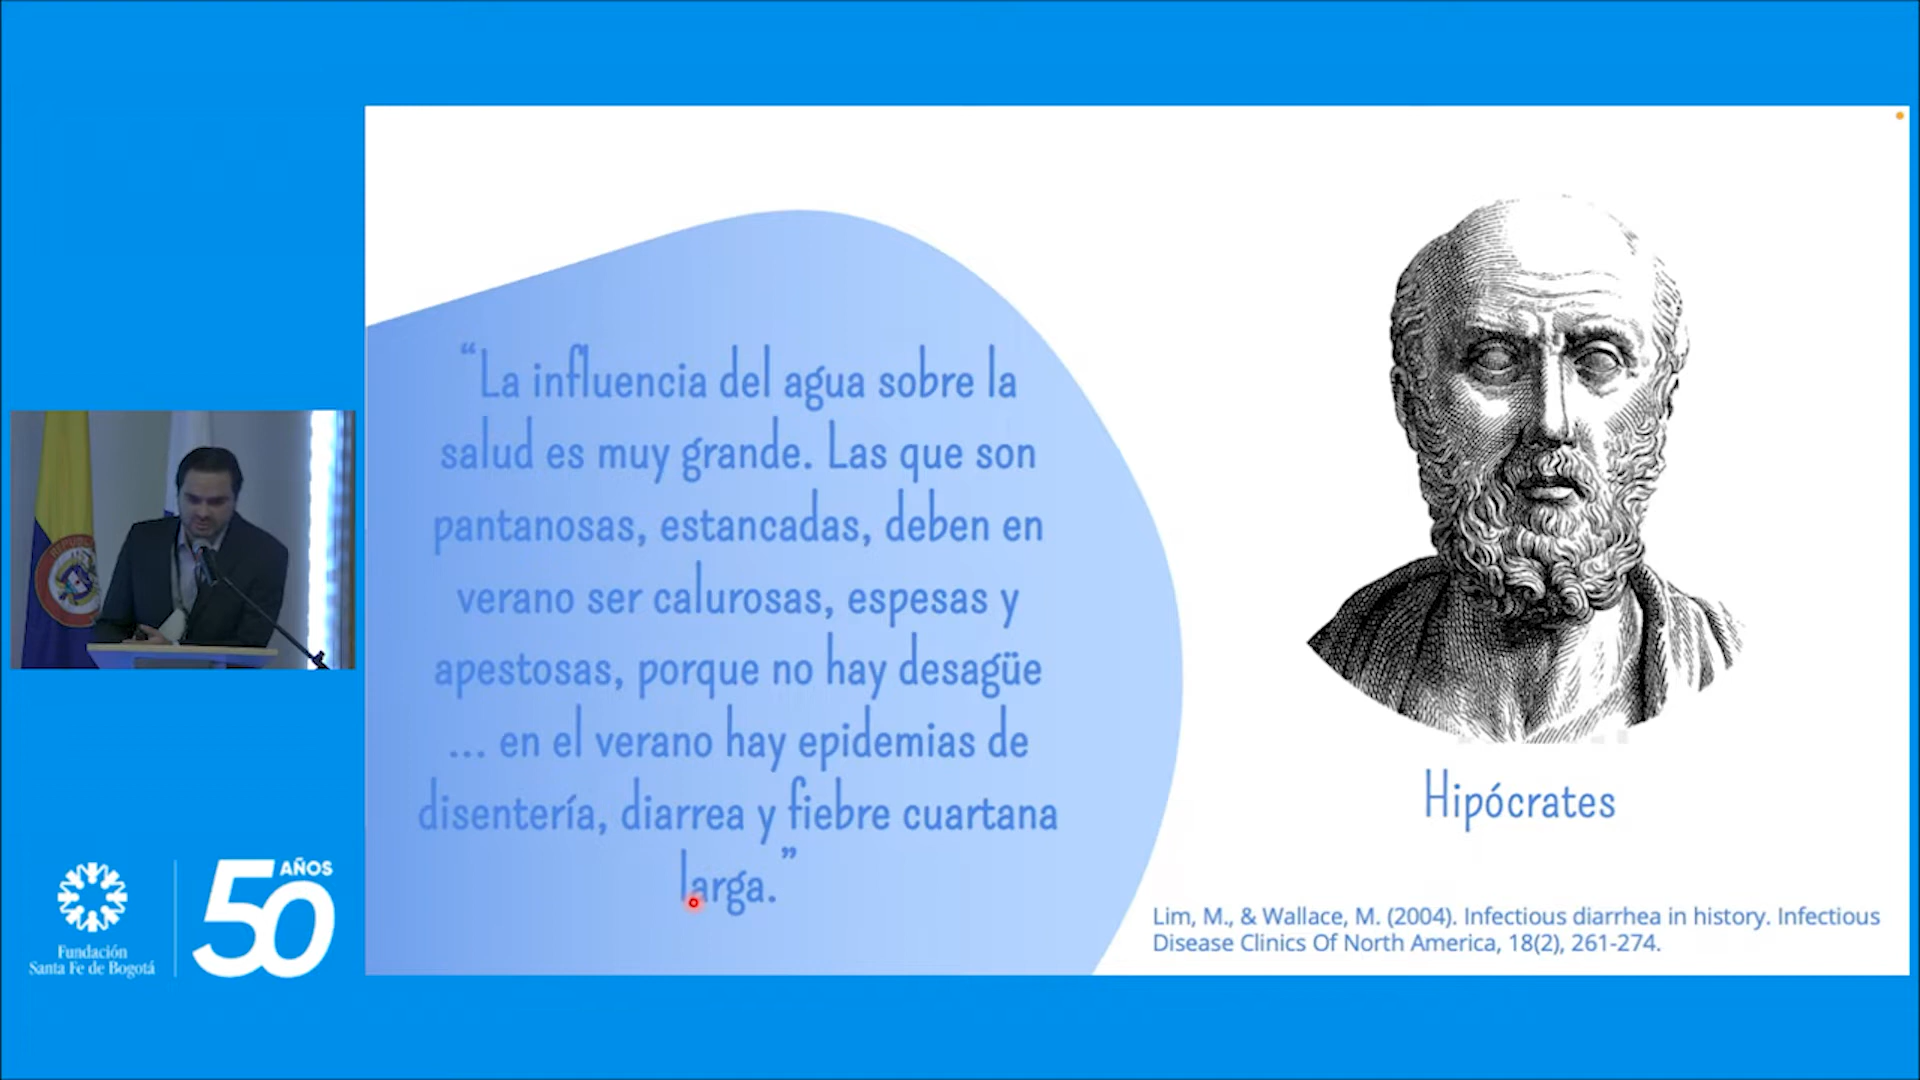 “La influencia del agua sobre la
salud es muy grande. Las que son
pantanosas, estancadas, deben en
verano ser calurosas, espesas y
apestosas, porque no hay desagüe
... en el verano hay epidemias de
disentería, diarrea y fiebre cuartana
larga.”
Hipócrates
Lim, M., & Wallace, M. (2004). Infectious diarrhea in history. Infectious
Disease Clinics Of North America, 18(2), 261-274.
Fundación
Santa Fe de Bogotá
50 AÑOS